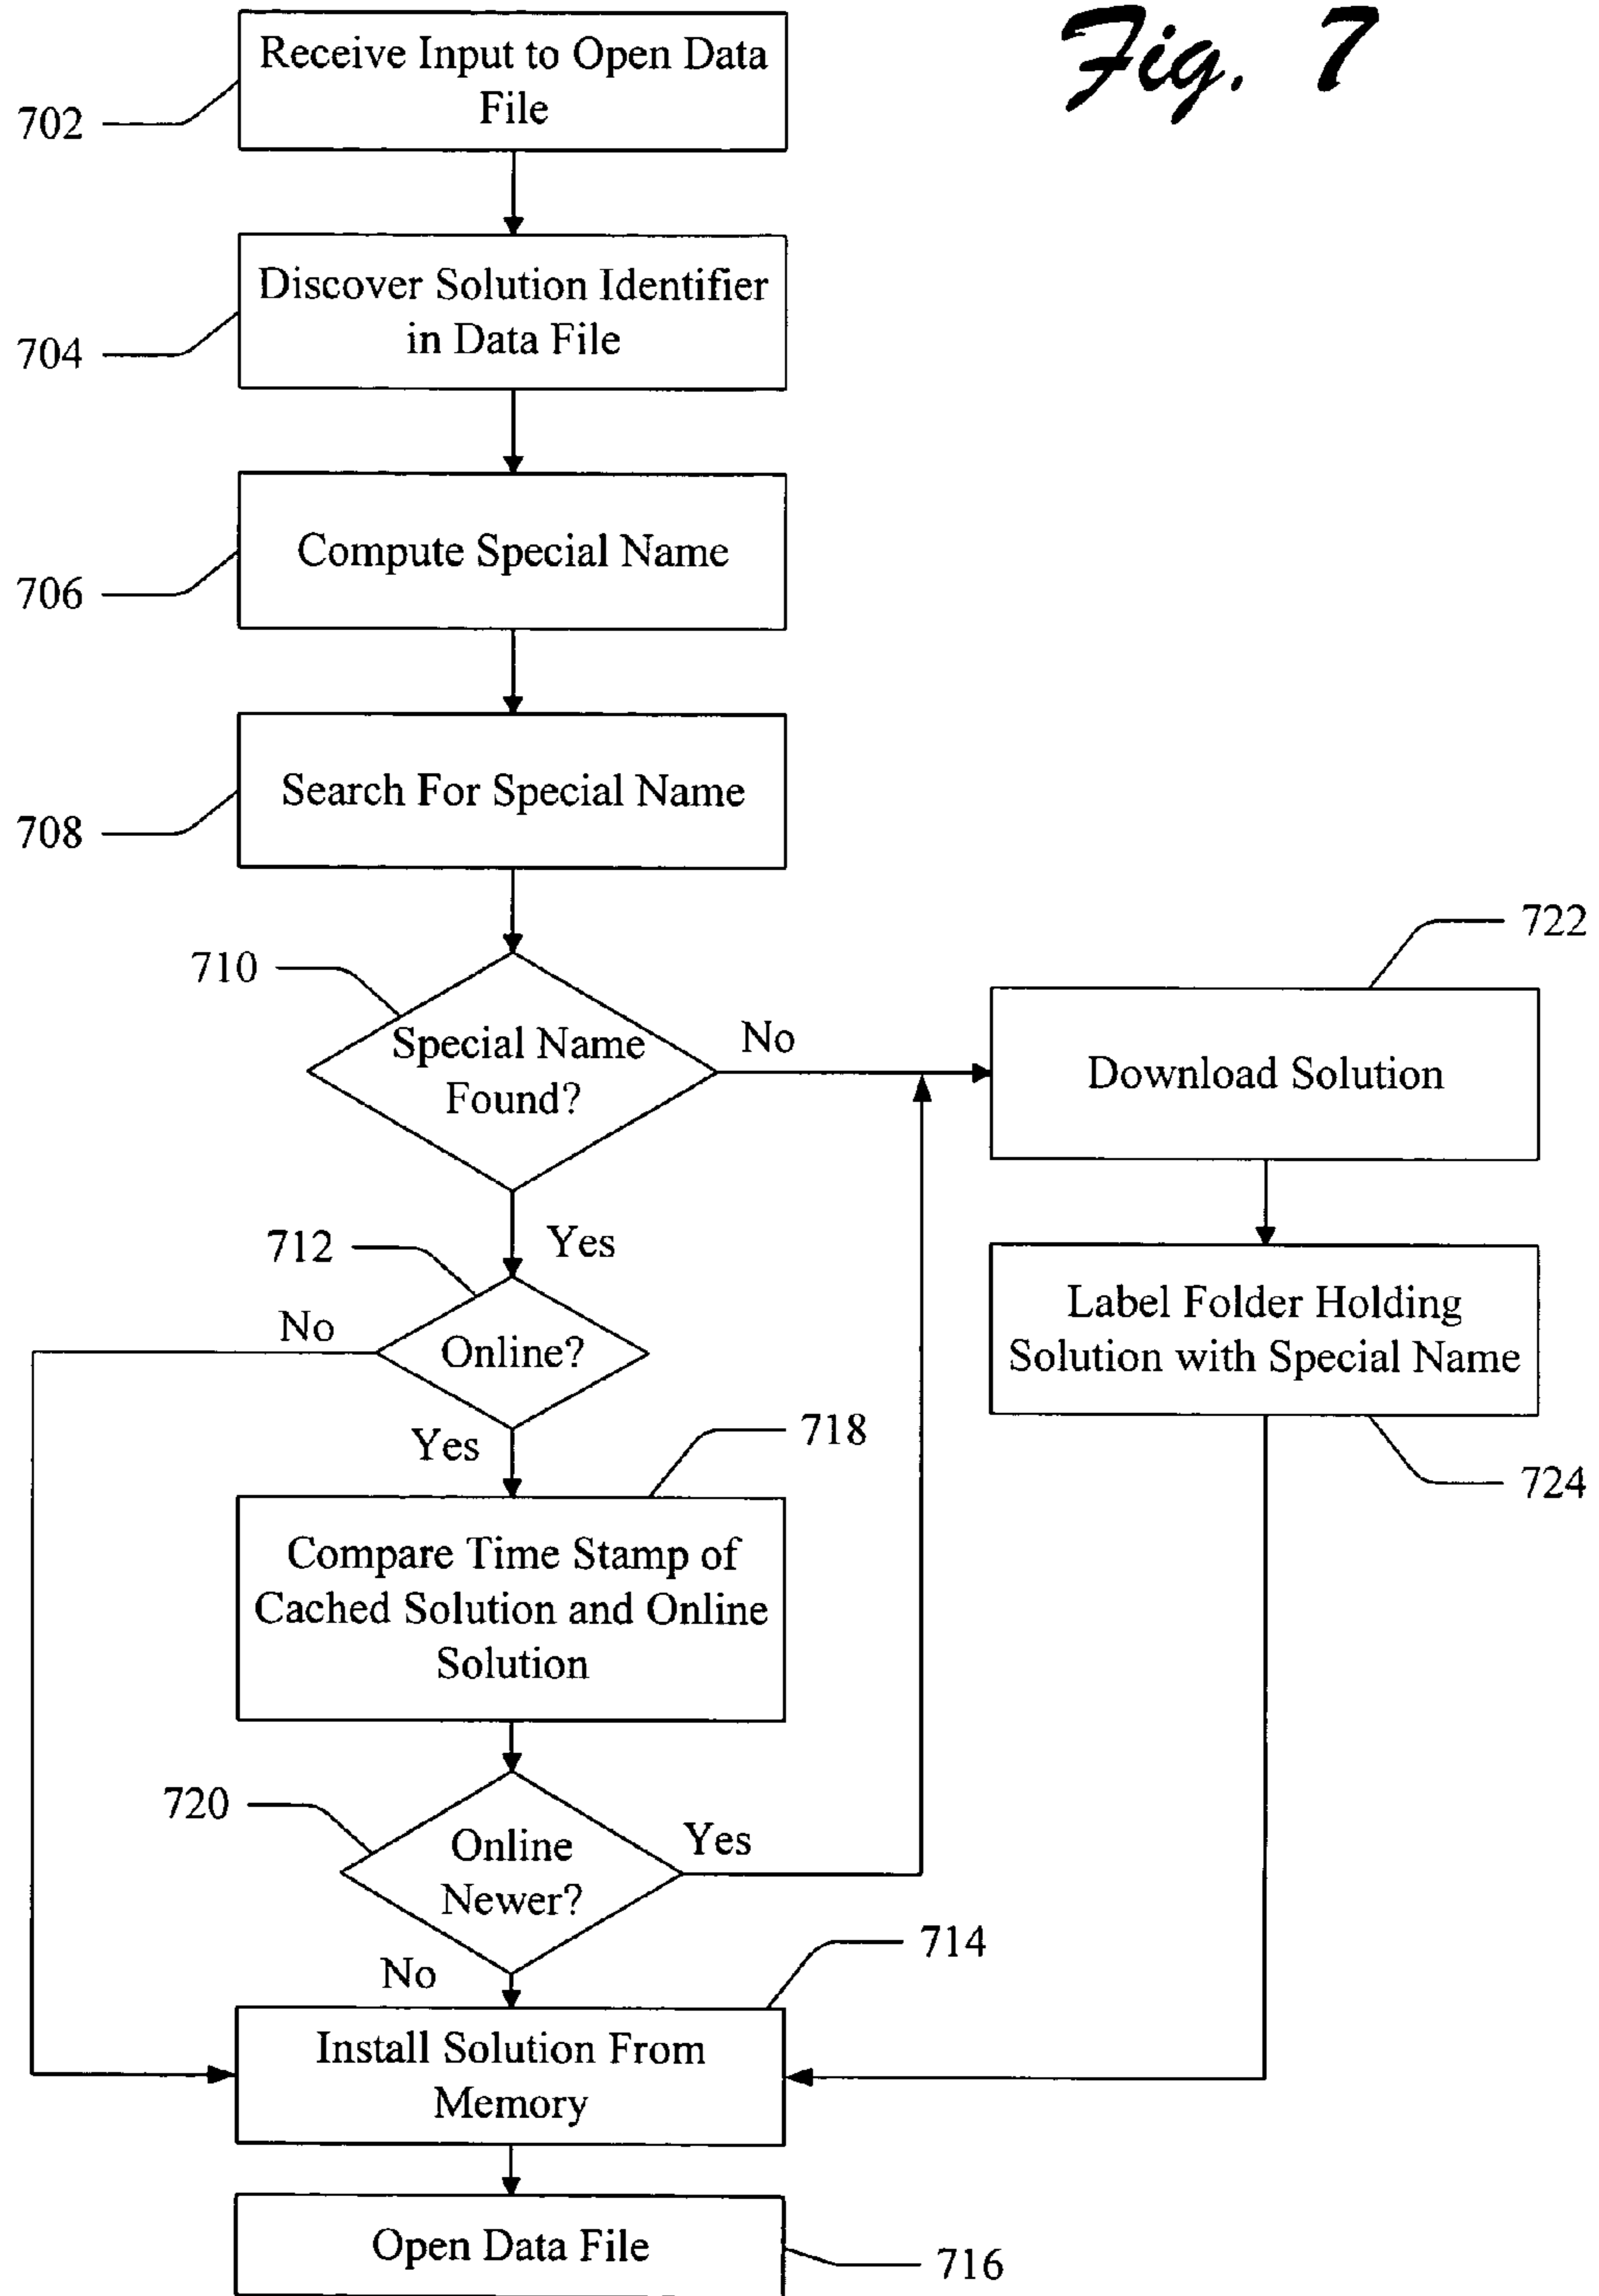 Fig. 7
Receive Input to Open Data
File
702
Discover Solution Identifier
in Data File
704
Compute Special Name
706
Search For Special Name
708
710
Special Name
Found?
No
Yes
722
Download Solution
Label Folder Holding
Solution with Special Name
724
712
Online?
No
Yes
718
Compare Time Stamp of
Cached Solution and Online
Solution
720
Online
Newer?
Yes
No
714
Install Solution From
Memory
Open Data File
716